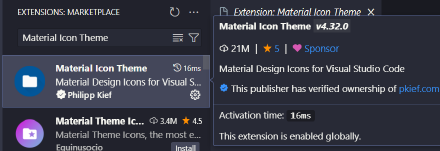 EXTENSIONS: MARKETPLACE
Material Icon Theme
Material Icon Theme
16ms
Material Design Icons for Visual S...
Philipp Kief
Material Theme Ic...
3.4M
4.5
Material Theme Icons, the most e...
Equinusocio
Install
Extension: Material Icon Theme
Material Icon Theme v4.32.0
21M | 5 | Sponsor
Material Design Icons for Visual Studio Code
This publisher has verified ownership of pkief.com
Activation time: 16ms
This extension is enabled globally.